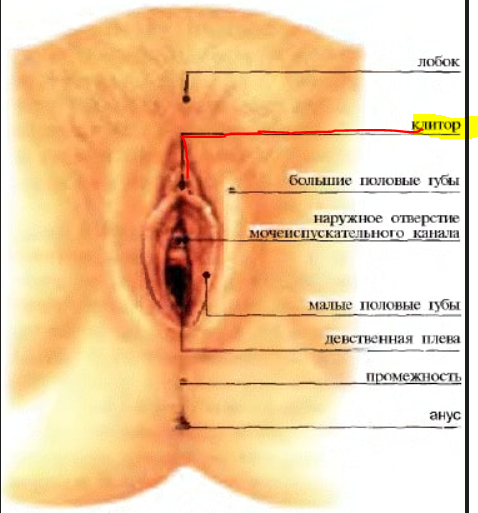 лобок
клитор
большие половые губы
наружное отверстие
мочеиспускательного канала
малые половые губы
девственная плева
промежность
анус